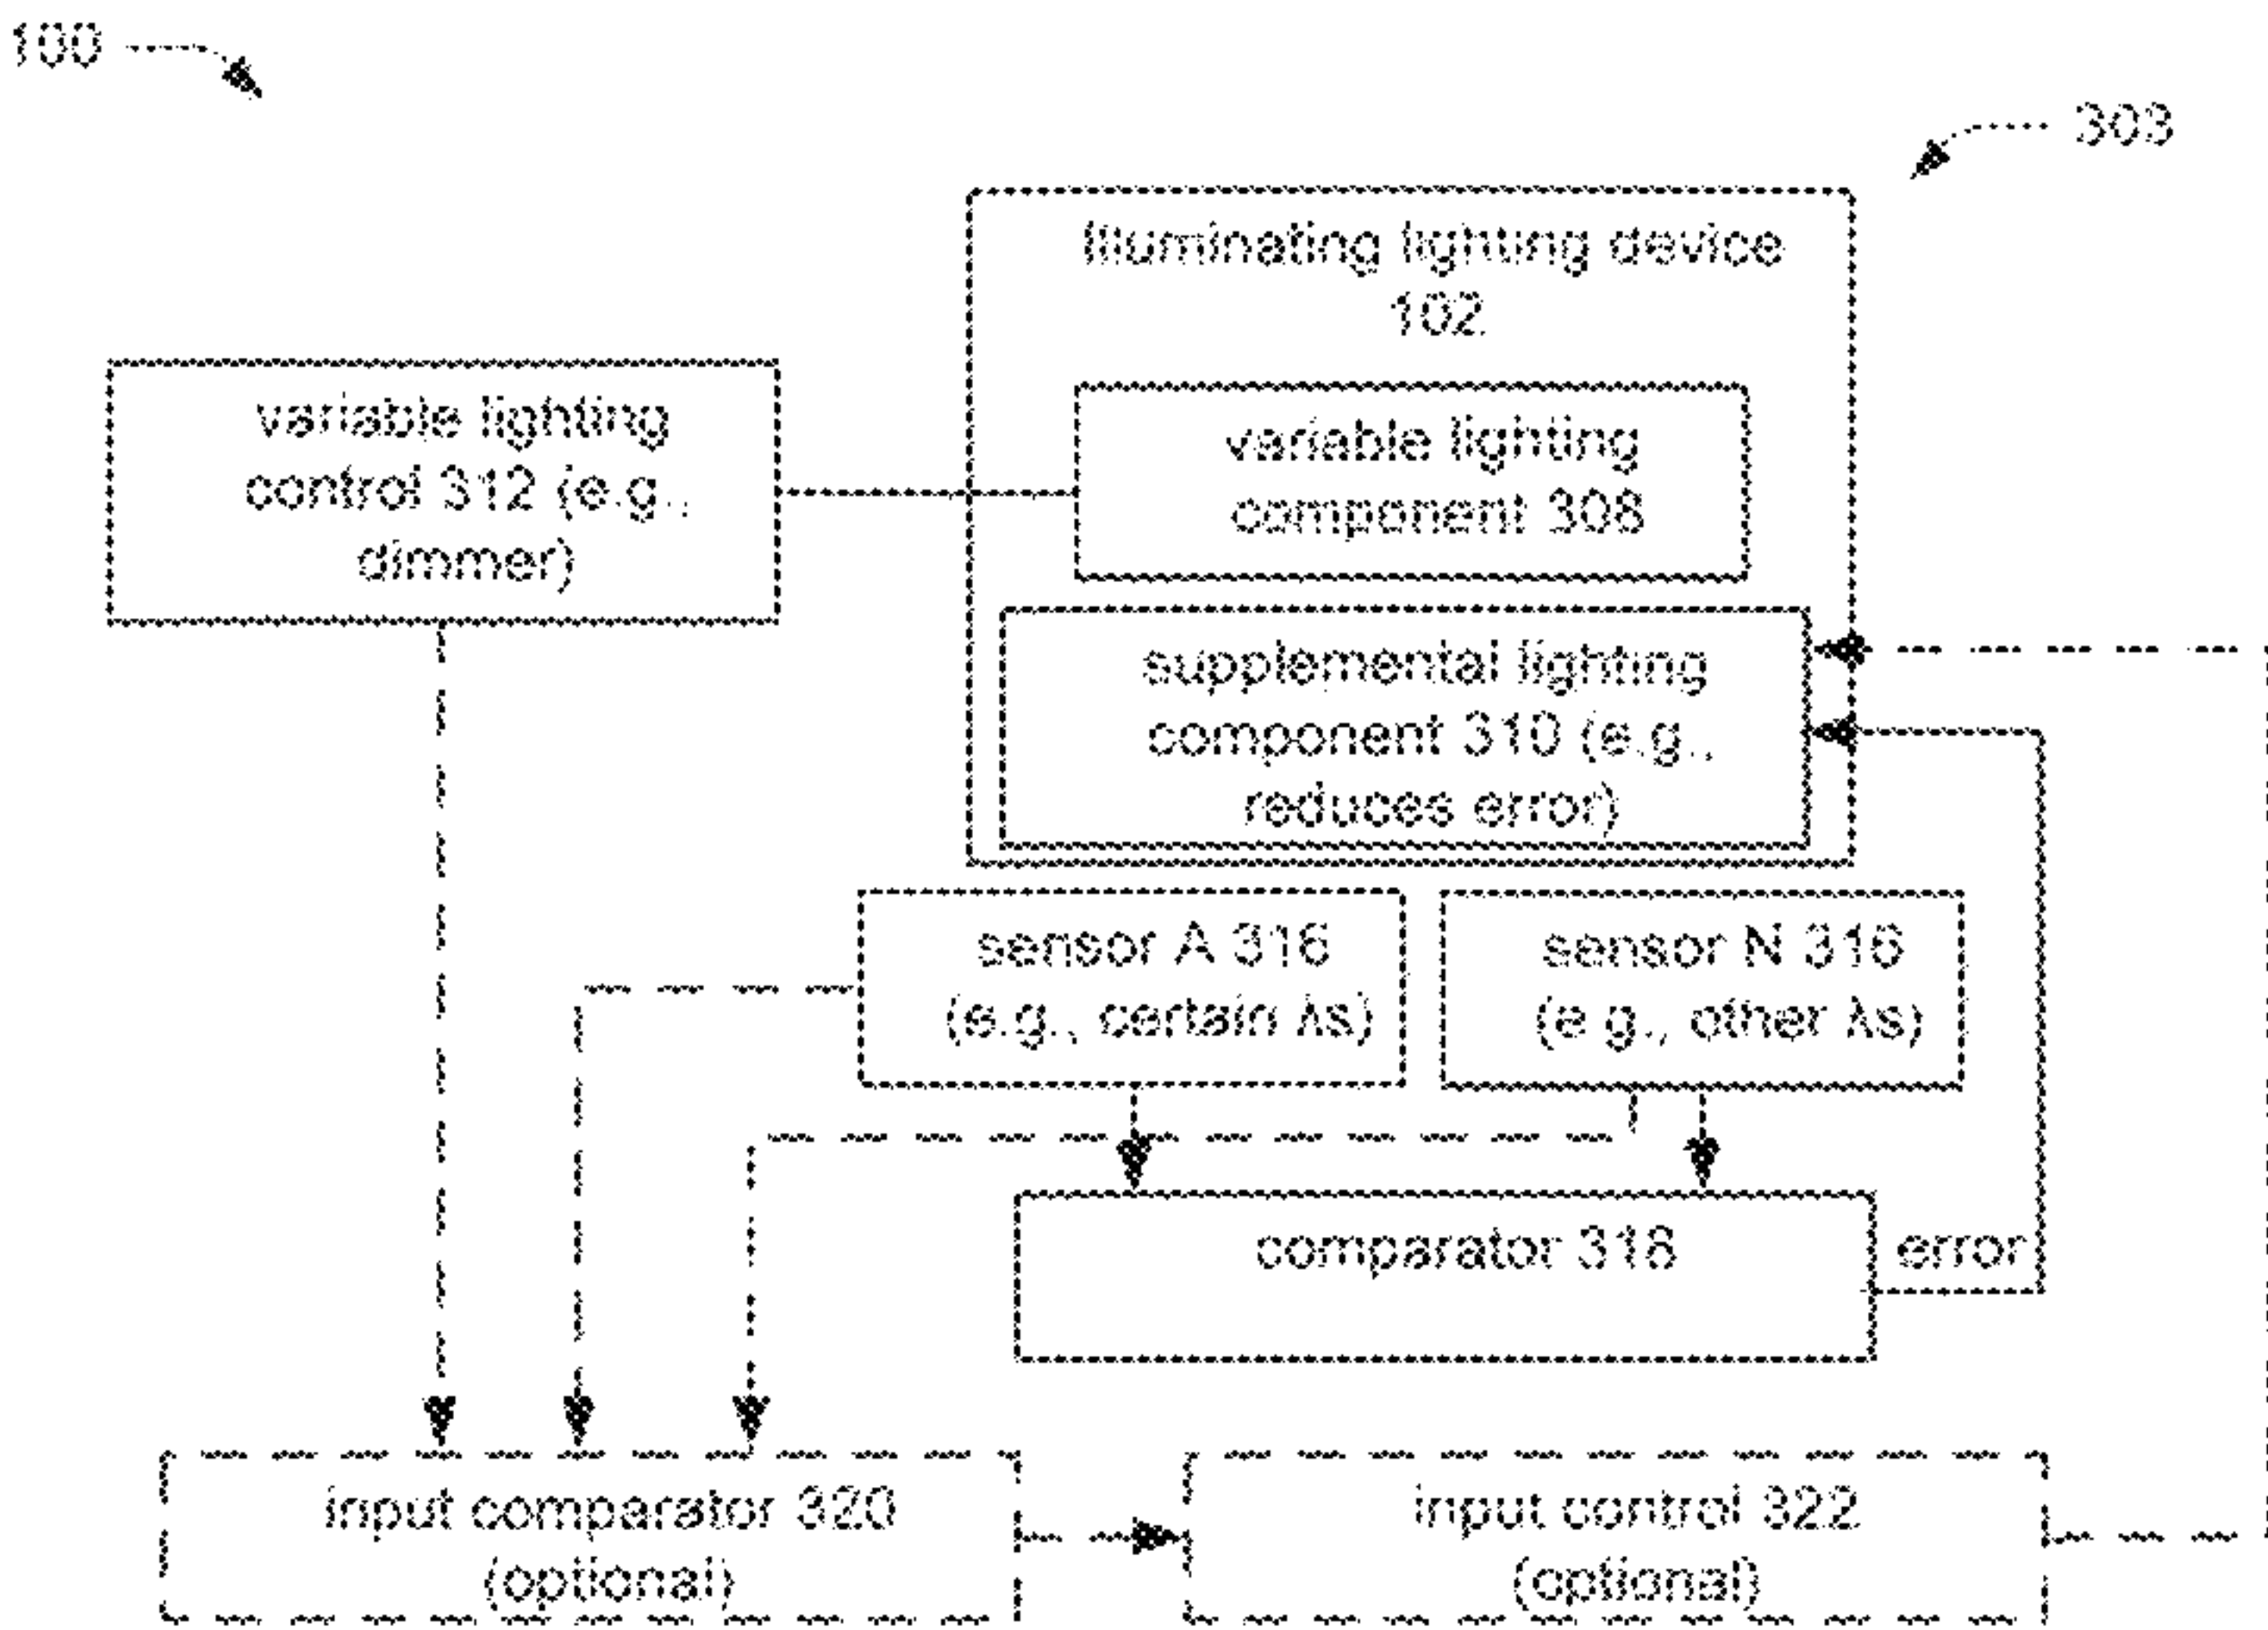 100
303
Illuminating lighting device
102
variable lighting
control 312 (e.g.,
dimmer)
variable lighting
component 308
supplemental lighting
component 310 (e.g.,
reduces error)
sensor A 316
(e.g., certain λs)
sensor N 316
(e.g., other λs)
comparator 318
error
input comparator 320
(optional)
input control 322
(optional)